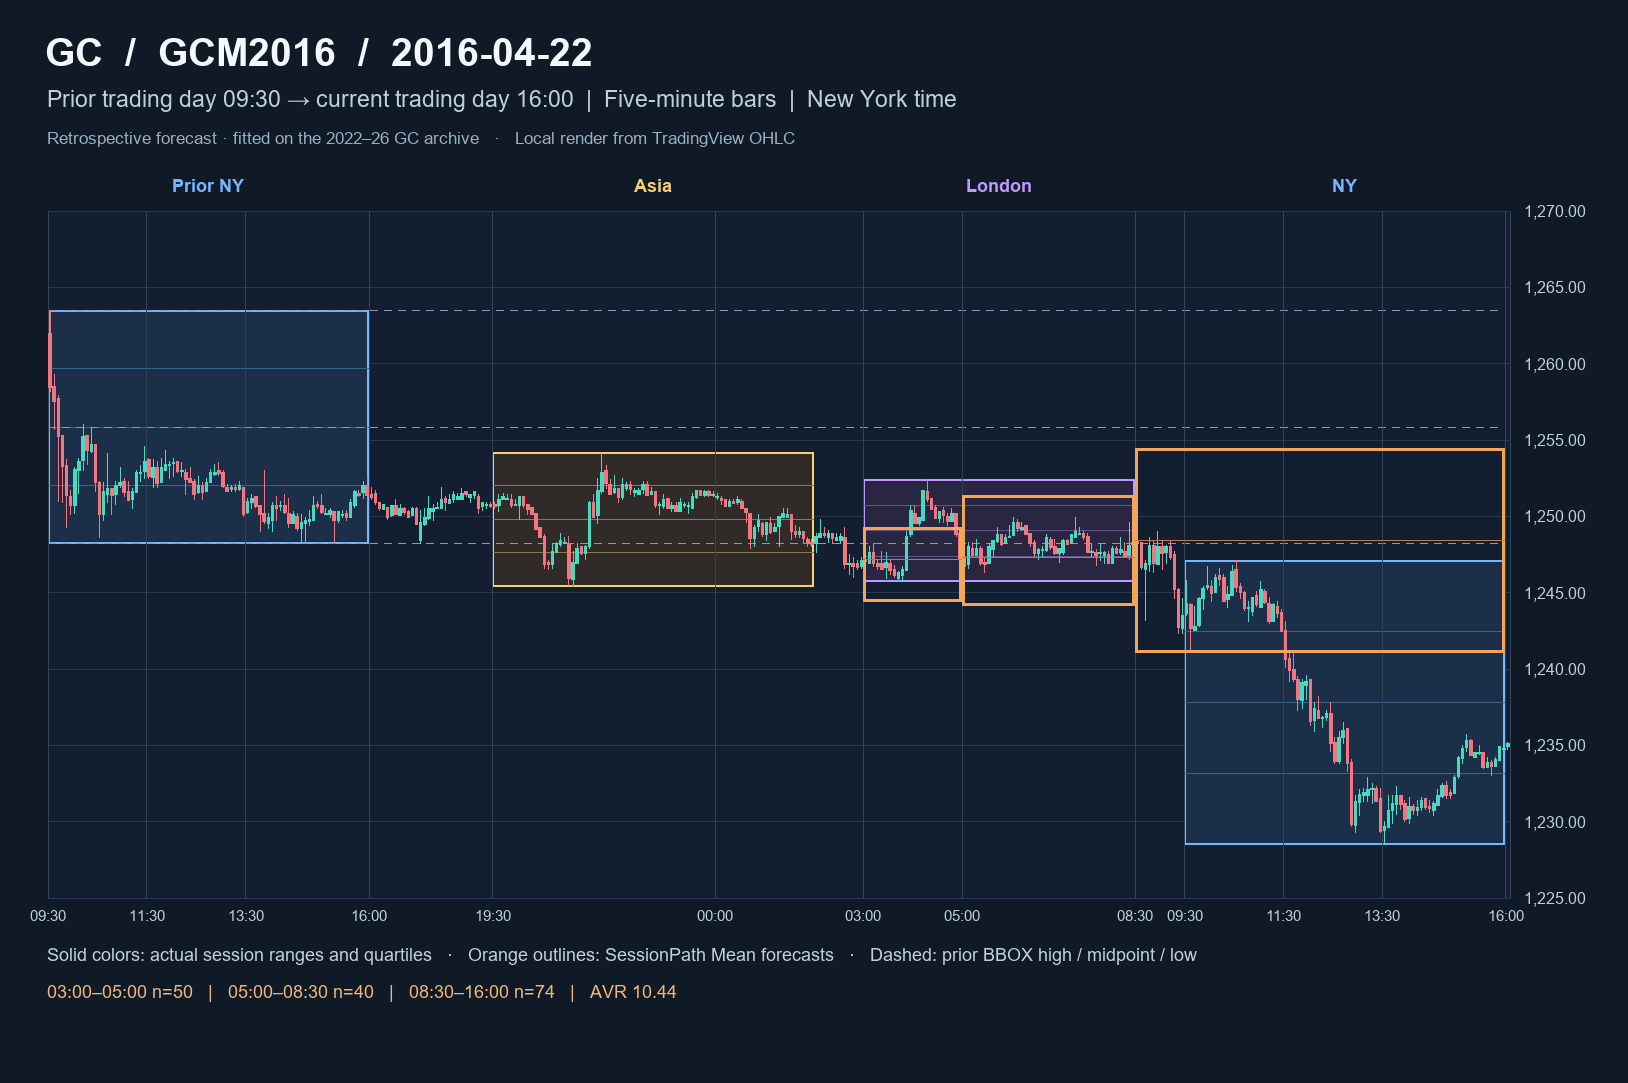 GC / GCM2016 / 2016-04-22
Prior trading day 09:30 → current trading day 16:00 | Five-minute bars | New York time
Retrospective forecast · fitted on the 2022–26 GC archive · Local render from TradingView OHLC
Prior NY Asia London NY
1,270.00
1,265.00
1,260.00
1,255.00
1,250.00
1,245.00
1,240.00
1,235.00
1,230.00
1,225.00
09:30 11:30 13:30 16:00 19:30 00:00 03:00 05:00 08:30 09:30 11:30 13:30 16:00
Solid colors: actual session ranges and quartiles · Orange outlines: SessionPath Mean forecasts · Dashed: prior BBOX high / midpoint / low
03:00–05:00 n=50 | 05:00–08:30 n=40 | 08:30–16:00 n=74 | AVR 10.44